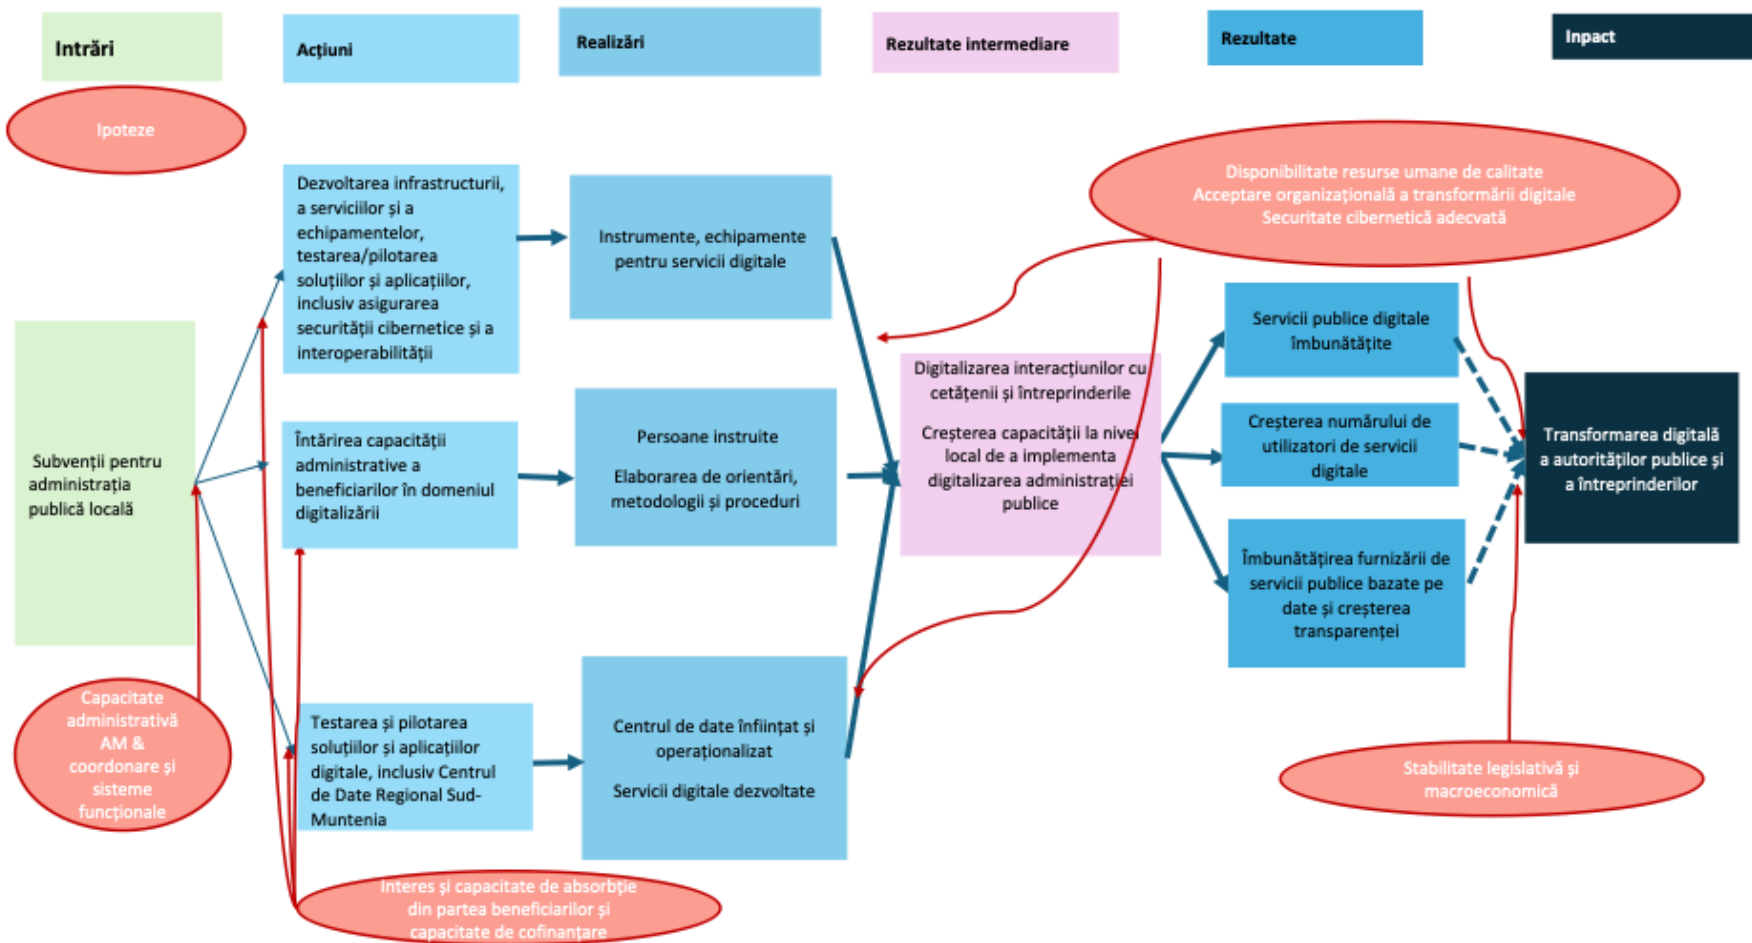 Intrări
Acțiuni
Realizări
Rezultate intermediare
Rezultate
Inpact
Ipoteze
Dezvoltarea infrastructurii,
a serviciilor și a
echipamentelor,
testarea/pilotarea
soluțiilor și aplicațiilor,
inclusiv asigurarea
securității cibernetice și a
interoperabilității
Instrumente, echipamente
pentru servicii digitale
Disponibilitate resurse umane de calitate
Acceptare organizațională a transformării digitale
Securitate cibernetică adecvată
Subvenții pentru
administrația
publică locală
Întărirea capacității
administrative a
beneficiarilor în domeniul
digitalizării
Persoane instruite
Elaborarea de orientări,
metodologii și proceduri
Digitalizarea interacțiunilor cu
cetățenii și întreprinderile
Creșterea capacității la nivel
local de a implementa
digitalizarea administrației
publice
Servicii publice digitale
îmbunătățite
Creșterea numărului de
utilizatori de servicii
digitale
Îmbunătățirea furnizării de
servicii publice bazate pe
date și creșterea
transparenței
Transformarea digitală
a autorităților publice și
a întreprinderilor
Capacitate
administrativă
AM &
coordonare și
sisteme
funcționale
Testarea și pilotarea
soluțiilor și aplicațiilor
digitale, inclusiv Centrul
de Date Regional Sud-
Muntenia
Centrul de date înființat și
operaționalizat
Servicii digitale dezvoltate
Stabilitate legislativă și
macroeconomică
Interes și capacitate de absorbție
din partea beneficiarilor și
capacitate de cofinanțare